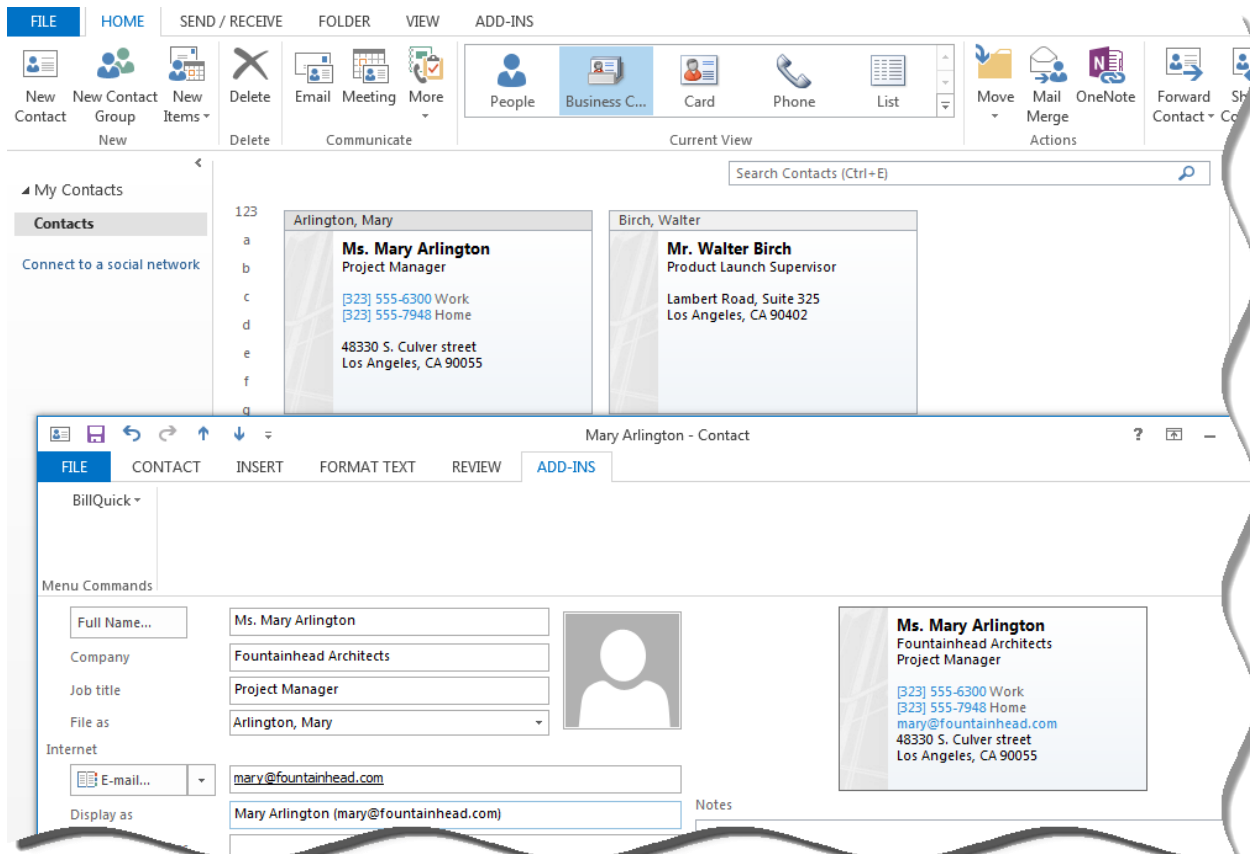 FILE HOME SEND / RECEIVE FOLDER VIEW ADD-INS
New Contact
New Contact Group
New Items
Delete
Email
Meeting
More
People
Business C...
Card
Phone
List
Move
Mail Merge
OneNote
Forward Contact
New
Delete
Communicate
Current View
Actions
My Contacts
Contacts
Connect to a social network
Search Contacts (Ctrl+E)
123
a
b
c
d
e
f
g
Arlington, Mary
Ms. Mary Arlington
Project Manager
[323] 555-6300 Work
[323] 555-7948 Home
48330 S. Culver street
Los Angeles, CA 90055
Birch, Walter
Mr. Walter Birch
Product Launch Supervisor
Lambert Road, Suite 325
Los Angeles, CA 90402
Mary Arlington - Contact
FILE CONTACT INSERT FORMAT TEXT REVIEW ADD-INS
BillQuick
Menu Commands
Full Name...
Ms. Mary Arlington
Company
Fountainhead Architects
Job title
Project Manager
File as
Arlington, Mary
Internet
E-mail...
mary@fountainhead.com
Display as
Mary Arlington (mary@fountainhead.com)
Ms. Mary Arlington
Fountainhead Architects
Project Manager
[323] 555-6300 Work
[323] 555-7948 Home
mary@fountainhead.com
48330 S. Culver street
Los Angeles, CA 90055
Notes